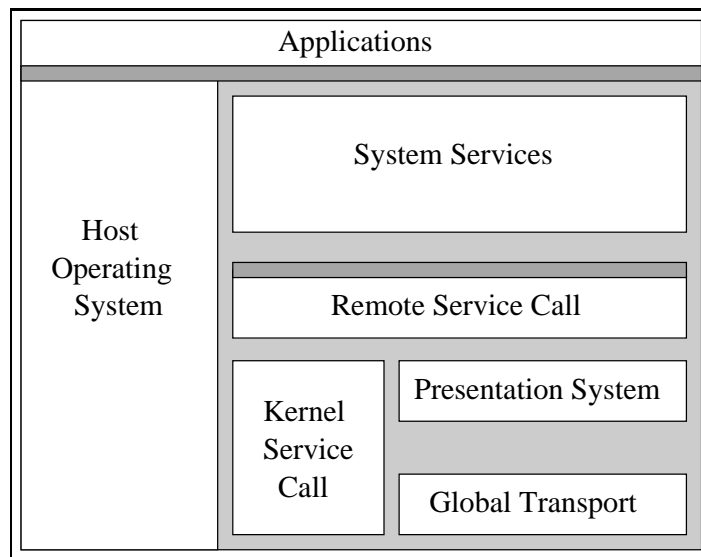 Applications
System Services
Host
Operating
System
Remote Service Call
Kernel
Service
Call
Presentation System
Global Transport